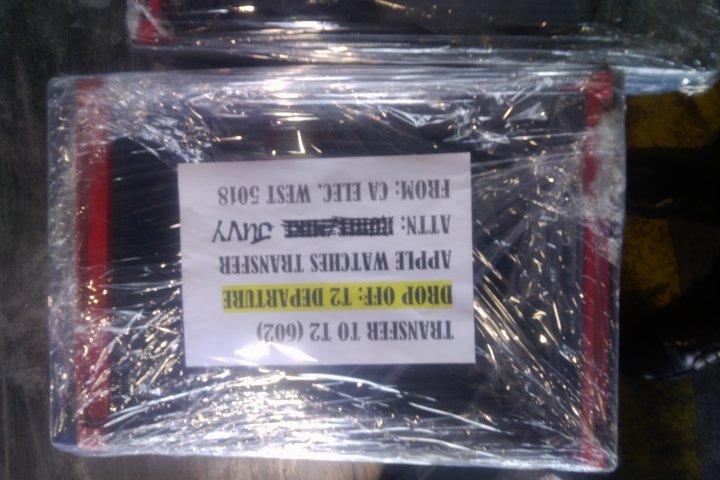 TRANSFER TO T2 (602)
DROP OFF: T2 DEPARTURE
APPLE WATCHES TRANSFER
ATTN:
FROM: CA ELEC. WEST 5018